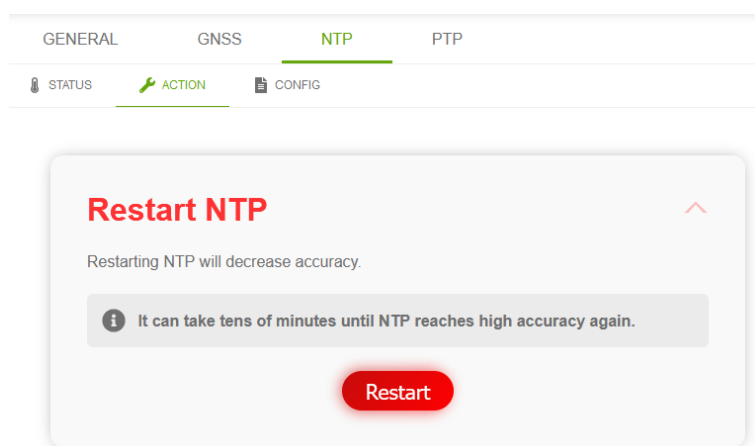 GENERAL GNSS NTP PTP
STATUS ACTION CONFIG
Restart NTP
Restarting NTP will decrease accuracy.
It can take tens of minutes until NTP reaches high accuracy again.
Restart